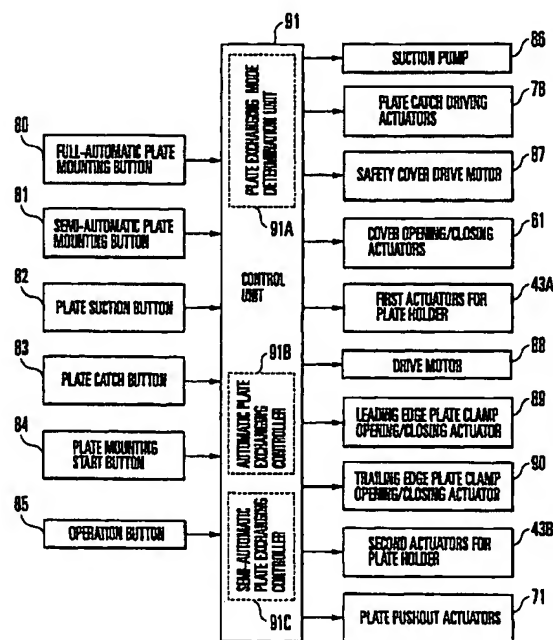 91
86
SUCTION PUMP
78
PLATE CATCH DRIVING
ACTUATORS
80
FULL-AUTOMATIC PLATE
MOUNTING BUTTON
PLATE EXCHANGING MODE
DETERMINATION UNIT
87
SAFETY COVER DRIVE MOTOR
81
SEMI-AUTOMATIC PLATE
MOUNTING BUTTON
91A
61
COVER OPENING/CLOSING
ACTUATORS
82
PLATE SUCTION BUTTON
CONTROL
UNIT
43A
FIRST ACTUATORS FOR
PLATE HOLDER
83
PLATE CATCH BUTTON
91B
88
DRIVE MOTOR
84
PLATE MOUNTING
START BUTTON
AUTOMATIC PLATE
EXCHANGING CONTROLLER
89
LEADING EDGE PLATE CLAMP
OPENING/CLOSING ACTUATOR
90
TRAILING EDGE PLATE CLAMP
OPENING/CLOSING ACTUATOR
85
OPERATION BUTTON
SEMI-AUTOMATIC
PLATE EXCHANGING
CONTROLLER
43B
SECOND ACTUATORS FOR
PLATE HOLDER
91C
71
PLATE PUSHOUT ACTUATORS